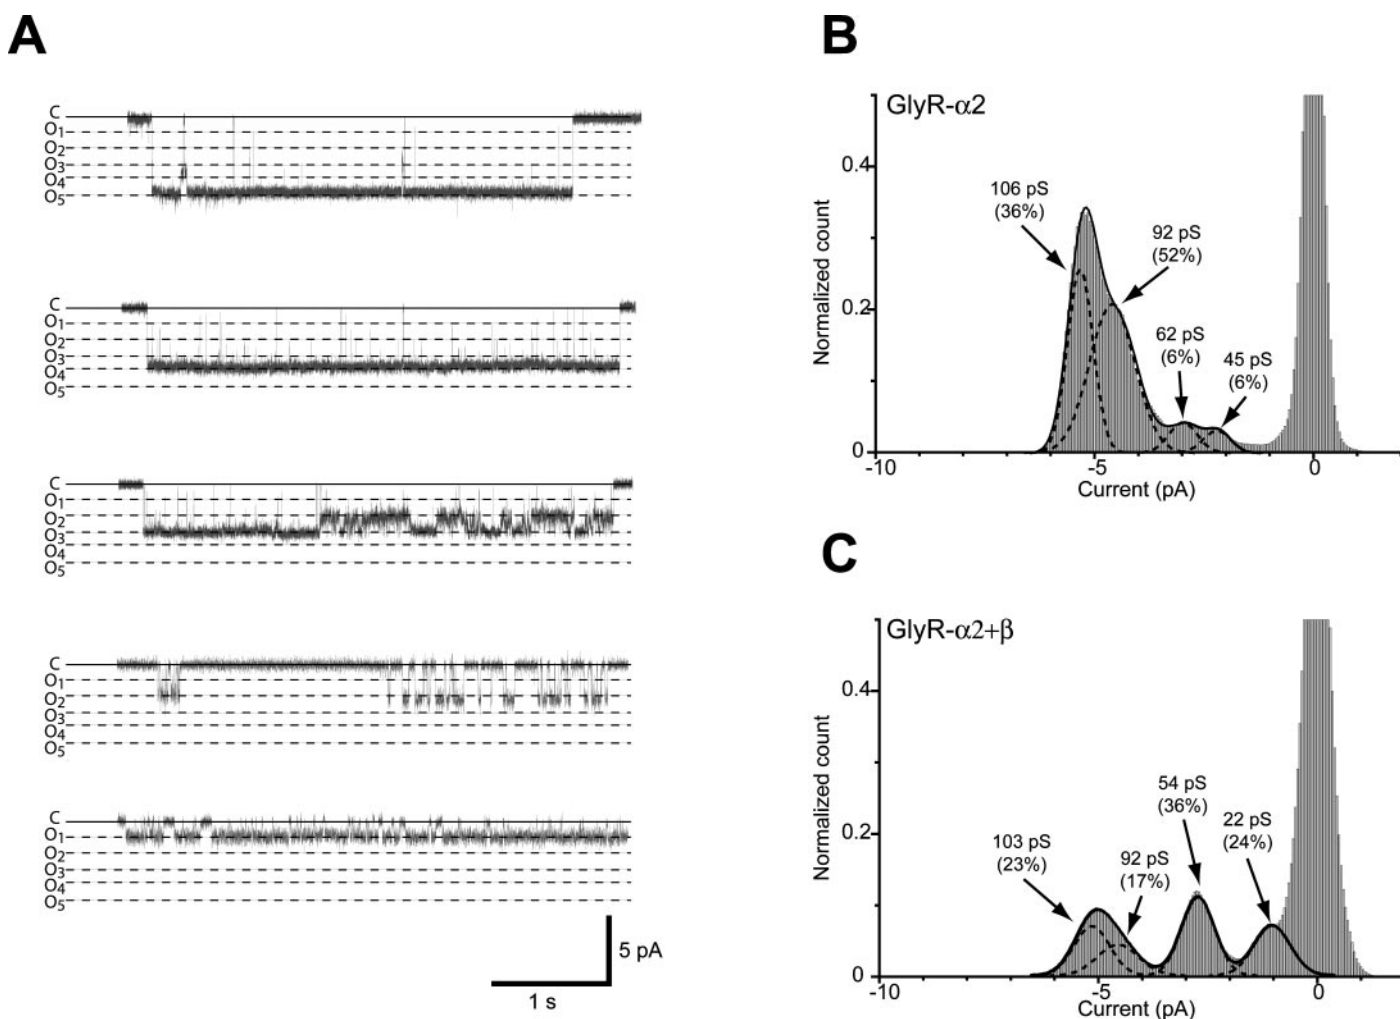 A
C
O1
O2
O3
O4
O5
C
O1
O2
O3
O4
O5
C
O1
O2
O3
O4
O5
C
O1
O2
O3
O4
O5
C
O1
O2
O3
O4
O5
5 pA
1 s
B
GlyR-α2
Normalized count
0.4
0.2
0
106 pS
(36%)
92 pS
(52%)
62 pS
(6%)
45 pS
(6%)
-10
-5
0
Current (pA)
C
GlyR-α2+β
Normalized count
0.4
0.2
0
103 pS
(23%)
92 pS
(17%)
54 pS
(36%)
22 pS
(24%)
-10
-5
0
Current (pA)